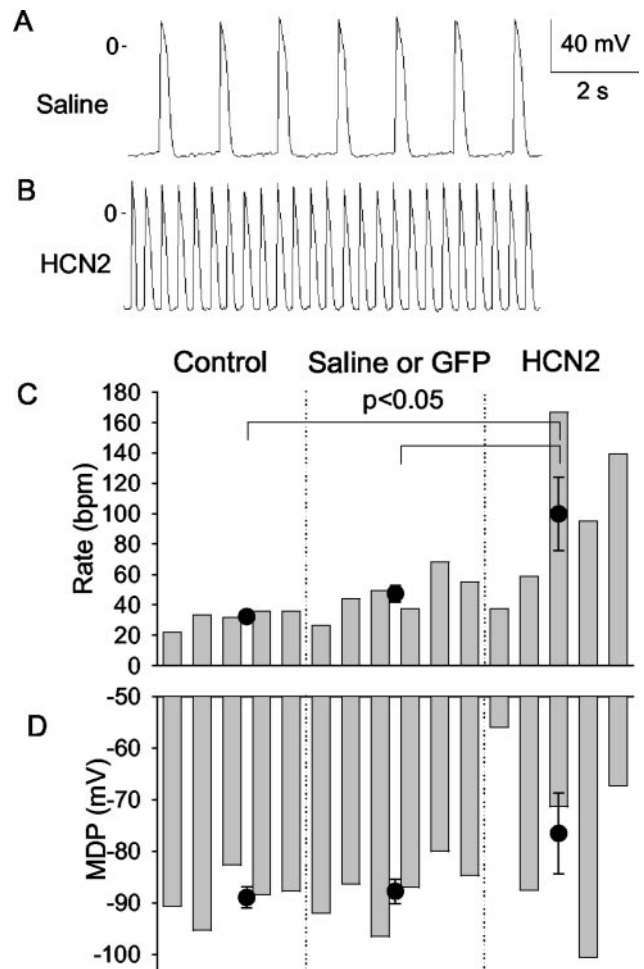 A
0-
40 mV
Saline
2 s
B
0-
HCN2
Control Saline or GFP HCN2
C
p<0.05
180
160
140
120
100
80
60
40
20
0
Rate (bpm)
-50
D
-60
-70
-80
-90
-100
MDP (mV)